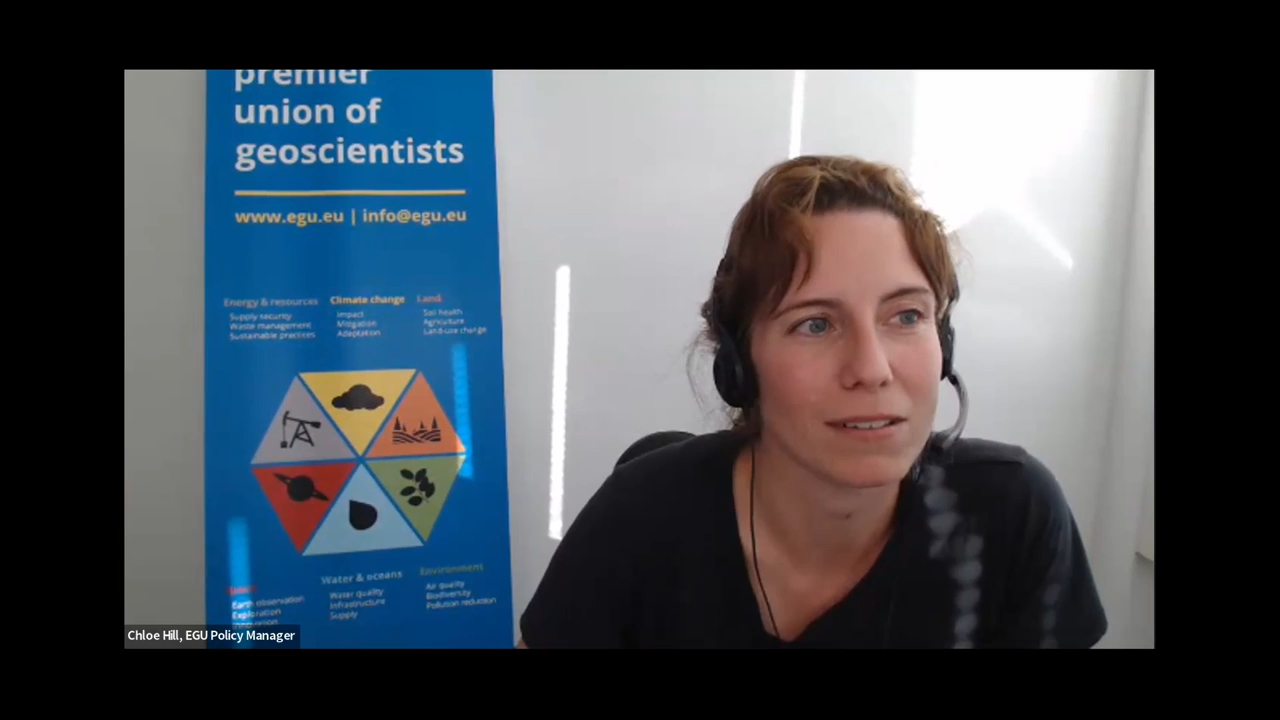 premier
union of
geoscientists
www.egu.eu | info@egu.eu
Energy & resources
Supply security
Waste management
Sustainable practices
Climate change
Impact
Mitigation
Adaptation
Land
Soil health
Agriculture
Land-use change
Earth observation
Exploration
Water & oceans
Water quality
Infrastructure
Supply
Environment
Air quality
Biodiversity
Pollution reduction
Chloe Hill, EGU Policy Manager